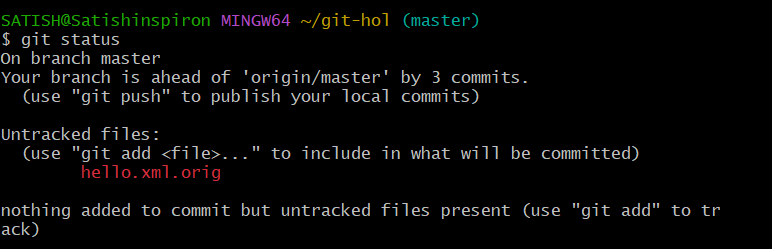 SATISH@Satishinspiron MINGW64 ~/git-hol (master)
$ git status
On branch master
Your branch is ahead of 'origin/master' by 3 commits.
  (use "git push" to publish your local commits)

Untracked files:
  (use "git add <file>..." to include in what will be committed)
        hello.xml.orig

nothing added to commit but untracked files present (use "git add" to tr
ack)